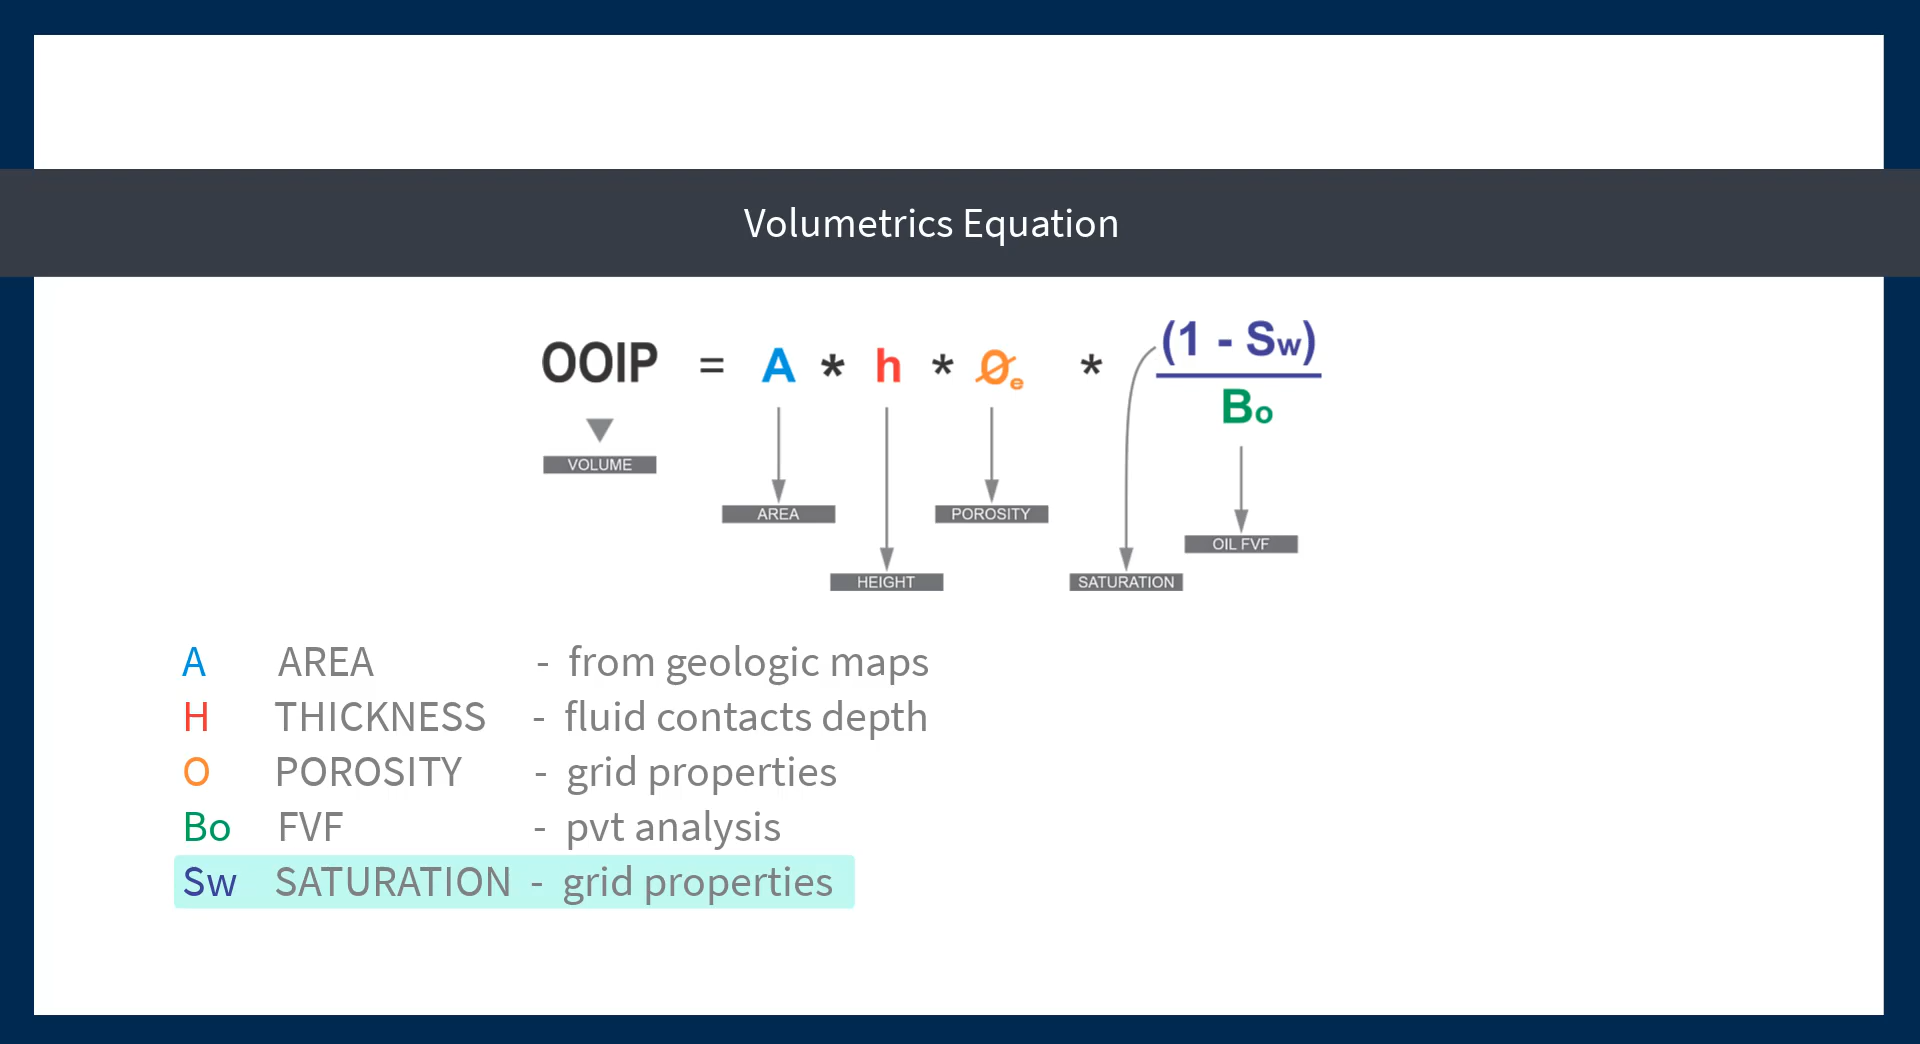 Volumetrics Equation
OOIP = A * h * Øe * (1 - Sw)
Bo
VOLUME
AREA
POROSITY
OIL FVF
HEIGHT
SATURATION
A AREA - from geologic maps
H THICKNESS - fluid contacts depth
O POROSITY - grid properties
Bo FVF - pvt analysis
Sw SATURATION - grid properties